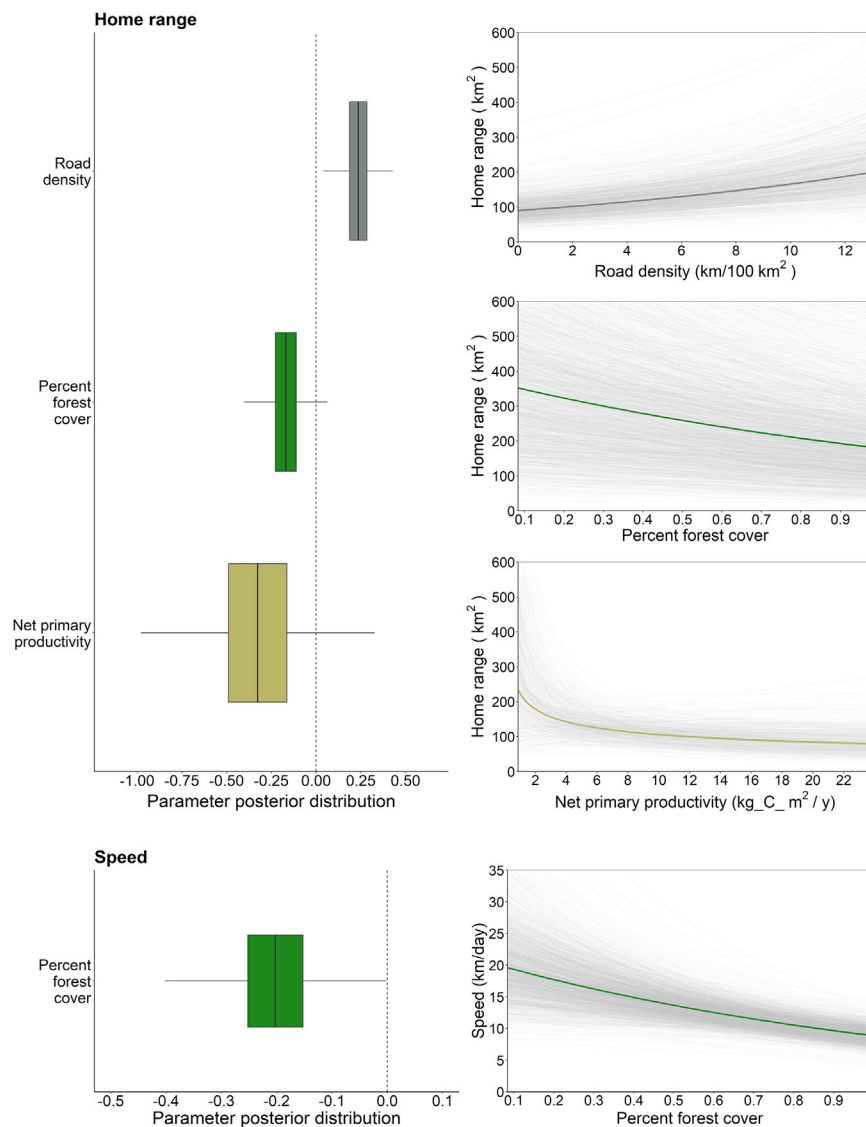 Home range
Road
density
Percent
forest
cover
Net primary
productivity
-1.00 -0.75 -0.50 -0.25 0.00 0.25 0.50
Parameter posterior distribution
600
500
400
300
200
100
0
Home range ( km² )
0 2 4 6 8 10 12
Road density (km/100 km² )
600
500
400
300
200
100
0
Home range ( km² )
0.1 0.2 0.3 0.4 0.5 0.6 0.7 0.8 0.9
Percent forest cover
600
500
400
300
200
100
0
Home range ( km² )
2 4 6 8 10 12 14 16 18 20 22
Net primary productivity (kg_C_ m² / y)
Speed
Percent
forest
cover
-0.5 -0.4 -0.3 -0.2 -0.1 0.0 0.1
Parameter posterior distribution
35
30
25
20
15
10
5
0
Speed (km/day)
0.1 0.2 0.3 0.4 0.5 0.6 0.7 0.8 0.9
Percent forest cover